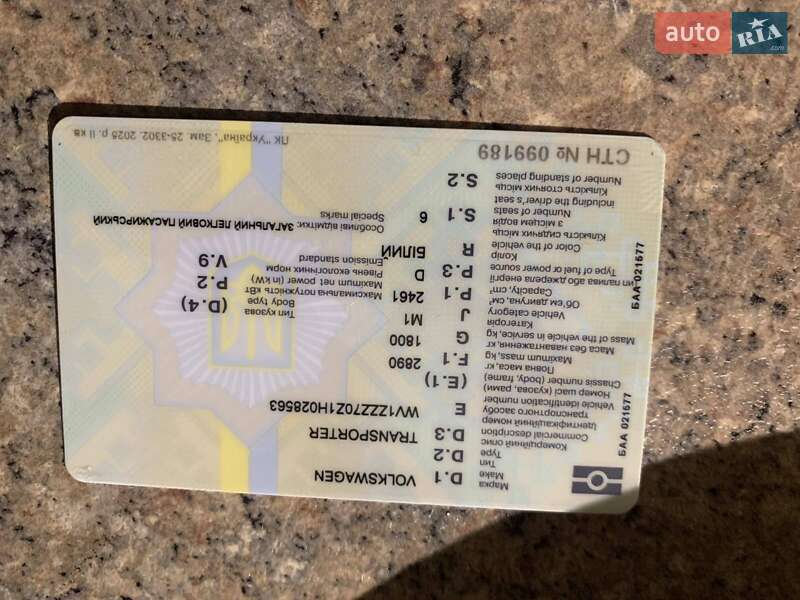 auto RIA .com
Марка
Make
D.1 VOLKSWAGEN
Тип
Type
D.2
Комерційний опис
Commercial description
D.3 TRANSPORTER
Ідентифікаційний номер
транспортного засобу
Vehicle identification number
E WV1ZZZ70Z1H028563
Номер шасі (кузова, рами)
Chassis number (body, frame)
(E.1)
Повна маса, кг
Maximum mass, kg
F.1 2890
Маса без навантаження, кг
Mass of the vehicle in service, kg
G 1800
Категорія
Vehicle category
J M1
Тип кузова
Body type
(D.4)
Об'єм двигуна, см³
Capacity, cm³
P.1 2461
Максимальна потужність кВт
Maximum net power (in kW)
P.2
Тип палива або джерела енергії
Type of fuel or power source
P.3 D
Рівень екологічних норм
Emission standard
V.9
Колір
Color of the vehicle
R БІЛИЙ
Кількість сидячих місць
з місцем водія
Number of seats
including the driver's seat
S.1 6
Особливі відмітки: ЗАГАЛЬНИЙ ЛЕГКОВИЙ ПАСАЖИРСЬКИЙ
Special marks
Кількість стоячих місць
Number of standing places
S.2
СТН № 099189
ПК "Україна". Зам. 25-3302. 2025 р. II кв.
БАА 021677
БАА 021677